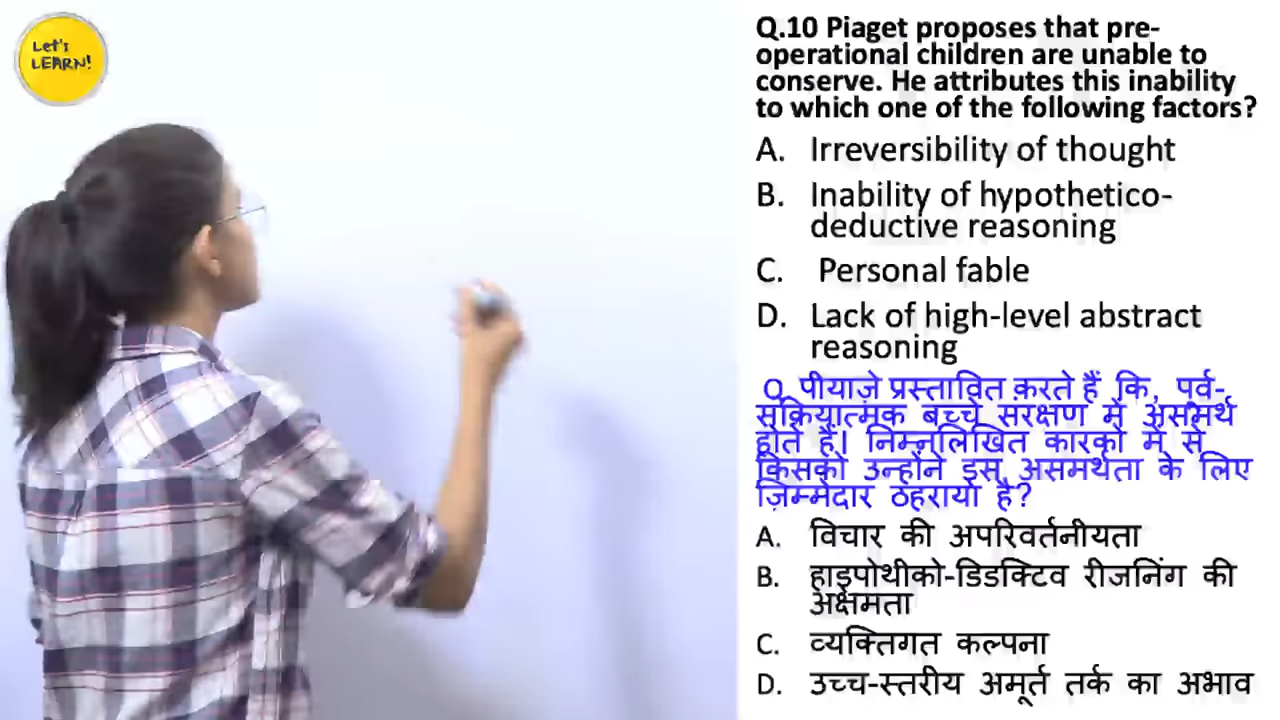 Let's
LEARN!
Q.10 Piaget proposes that pre-
operational children are unable to
conserve. He attributes this inability
to which one of the following factors?
A. Irreversibility of thought
B. Inability of hypothetico-
deductive reasoning
C. Personal fable
D. Lack of high-level abstract
reasoning
Q पीयाज़े प्रस्तावित करते हैं कि, पूर्व-
संक्रियात्मक बच्चे संरक्षण में असमर्थ
होते हैं। निम्नलिखित कारकों में से
किसको उन्होंने इस असमर्थता के लिए
ज़िम्मेदार ठहराया है?
A. विचार की अपरिवर्तनीयता
B. हाइपोथीको-डिडक्टिव रीजनिंग की
अक्षमता
C. व्यक्तिगत कल्पना
D. उच्च-स्तरीय अमूर्त तर्क का अभाव